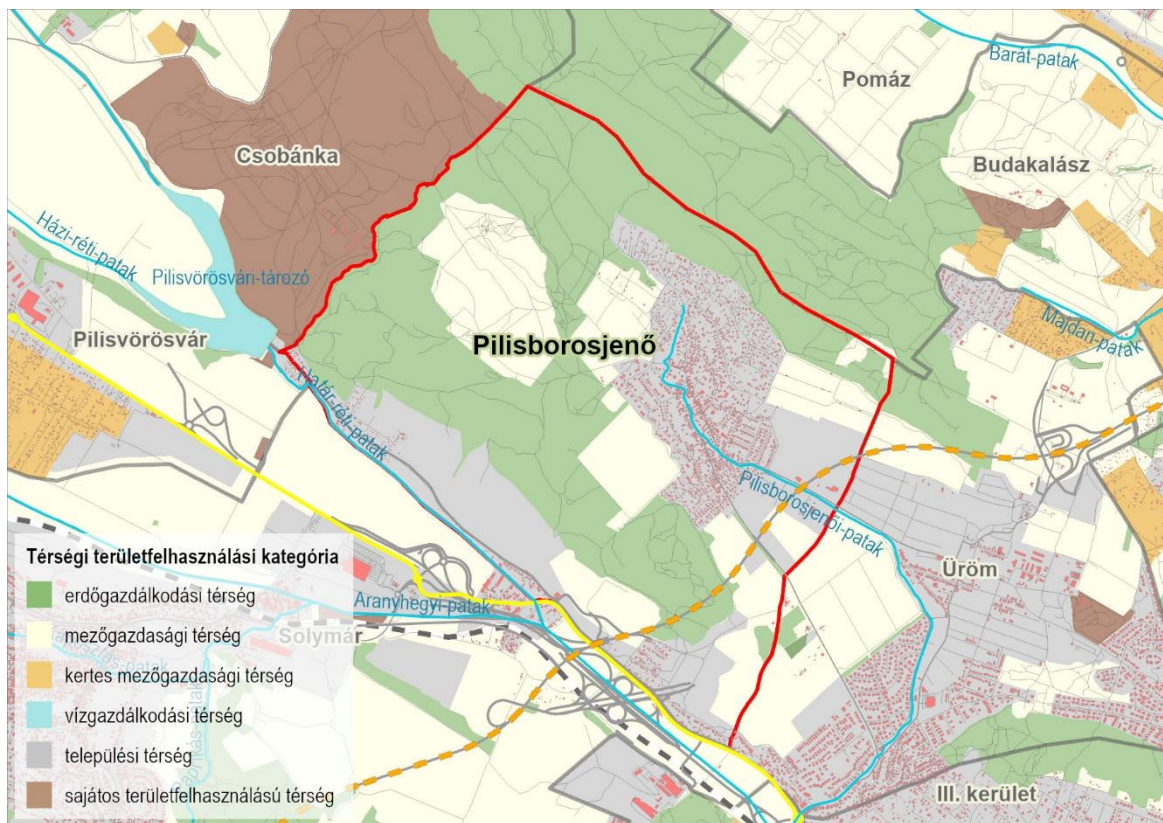 Pomáz
Barát-patak
Csobánka
Budakalász
Házi-réti-patak
Pilisvörösvári-tározó
Majdan-patak
Pilisvörösvár
Pilisborosjenő
Határ-réti-patak
Pilisborosjenői-patak
Üröm
Aranyhegyi-patak
Solymár
III. kerület
Térségi területfelhasználási kategória
erdőgazdálkodási térség
mezőgazdasági térség
kertes mezőgazdasági térség
vízgazdálkodási térség
települési térség
sajátos területfelhasználású térség